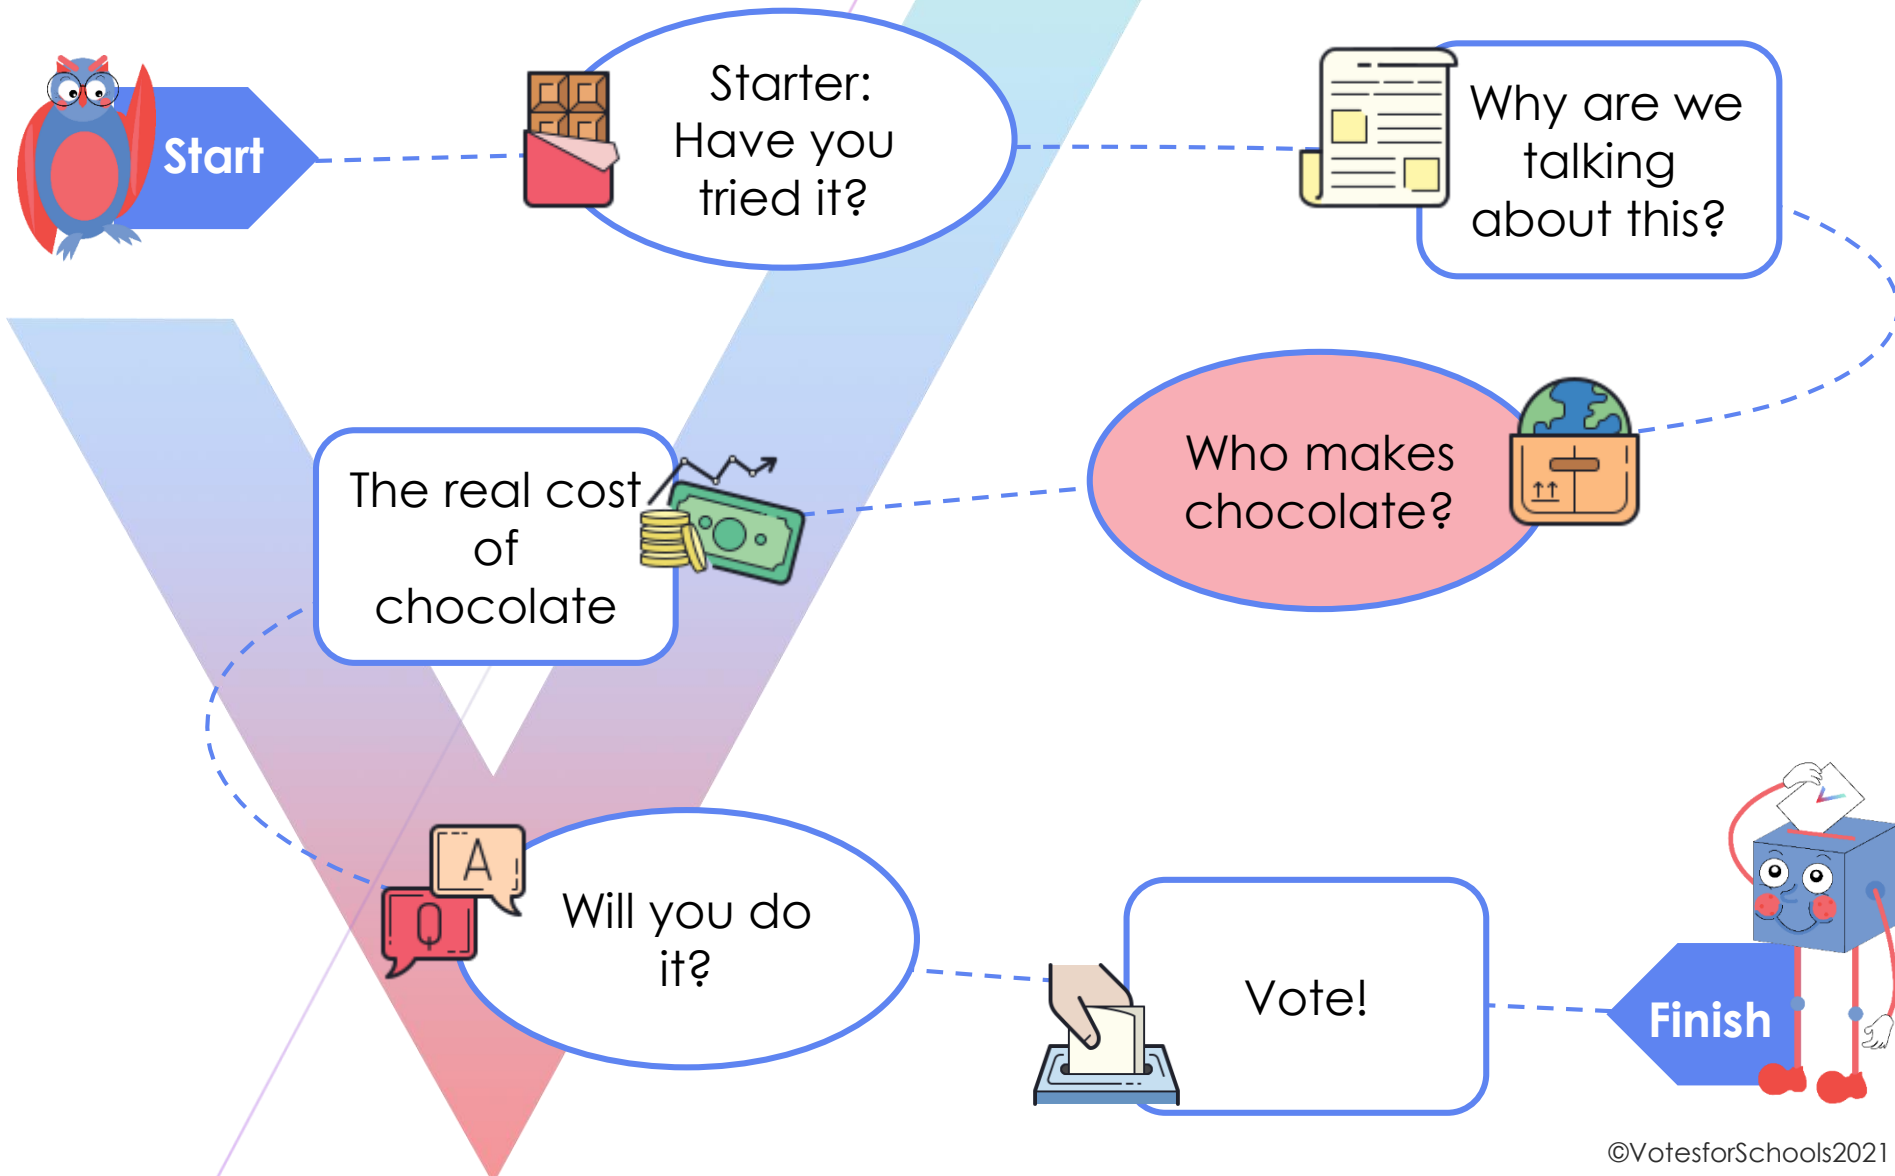 Start
Starter:
Have you
tried it?
Why are we
talking
about this?
Who makes
chocolate?
The real cost
of
chocolate
A
Q
Will you do
it?
Vote!
Finish
©VotesforSchools2021